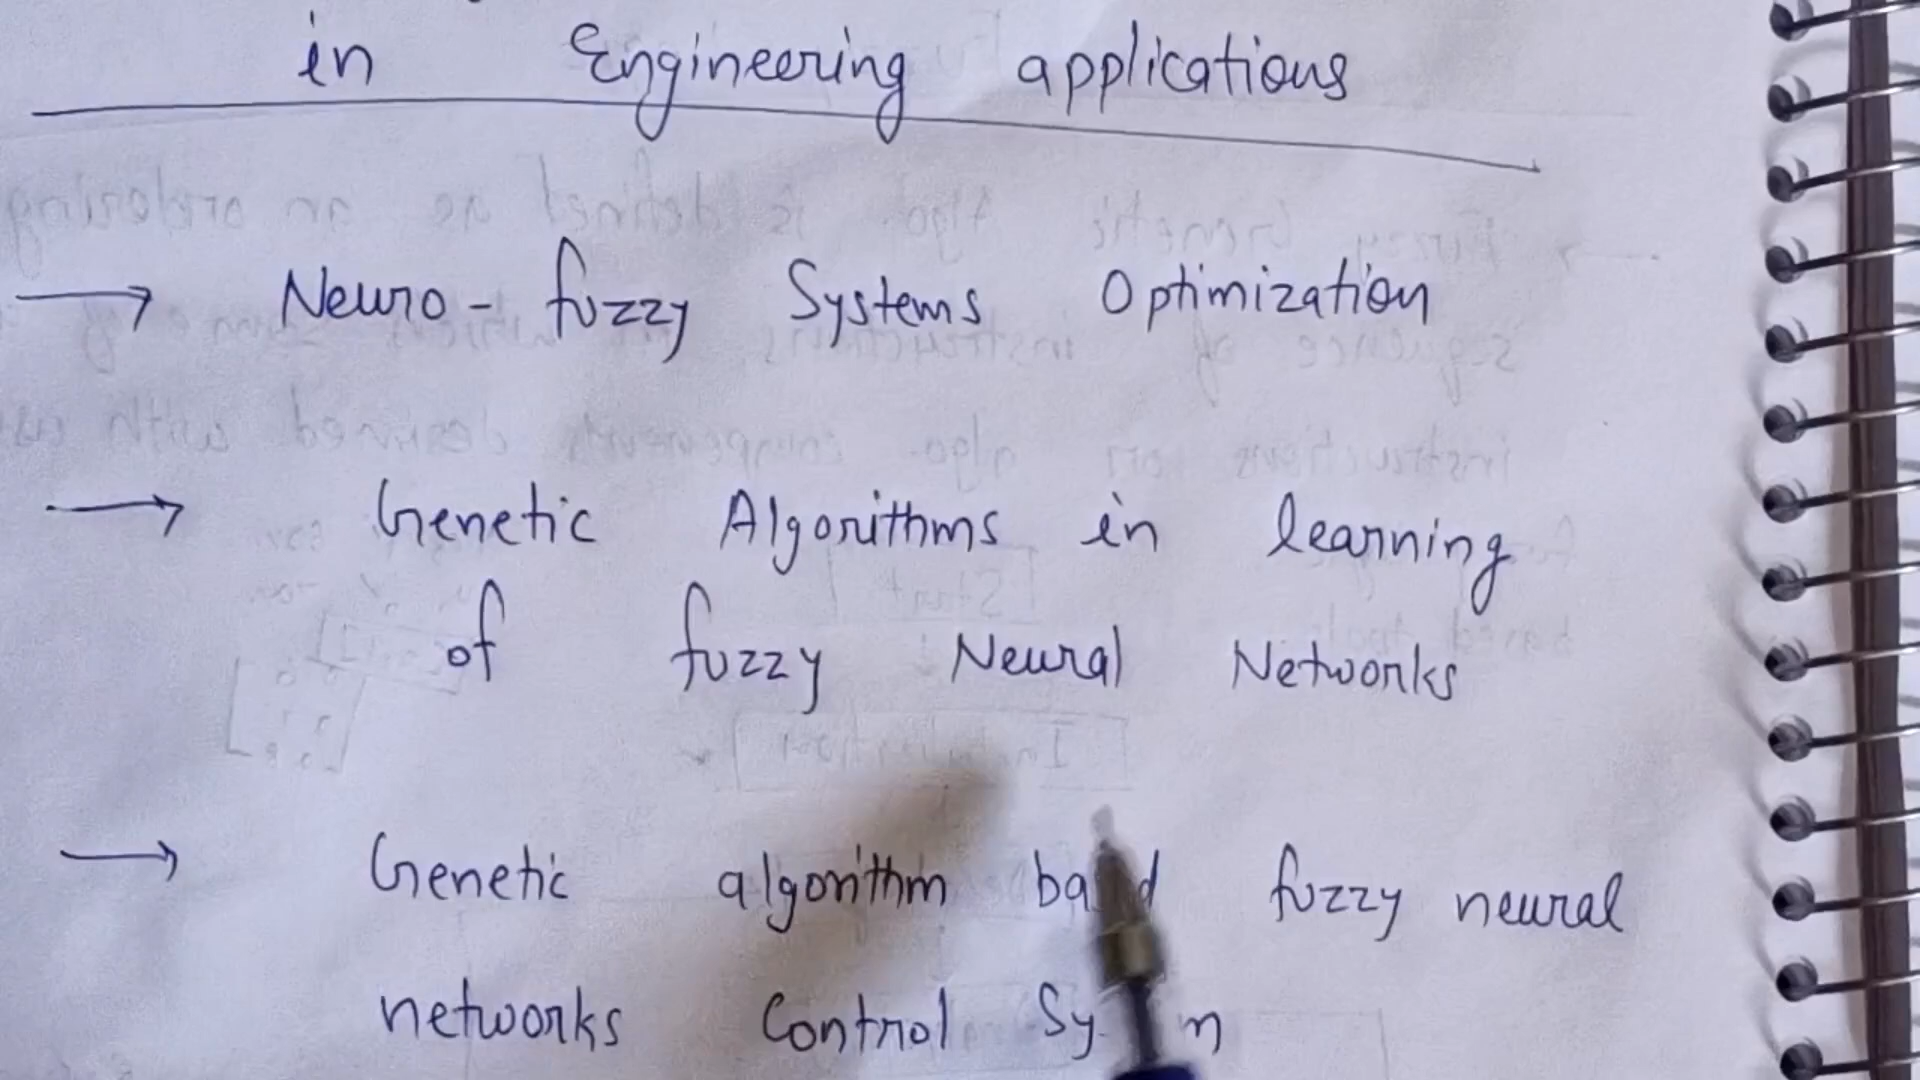 in Engineering applications
→ Neuro-fuzzy Systems Optimization
→ Genetic Algorithms in learning
of fuzzy Neural Networks
→ Genetic algorithm fuzzy neural
networks Control